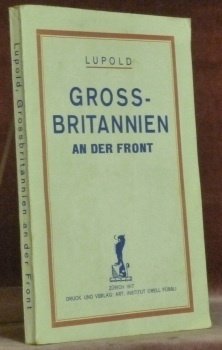 LUPOLD
GROSS-
BRITANNIEN
AN DER FRONT
ZÜRICH 1917
DRUCK UND VERLAG: ART. INSTITUT ORELL FÜSSLI
Lupold, Grossbritannien an der Front